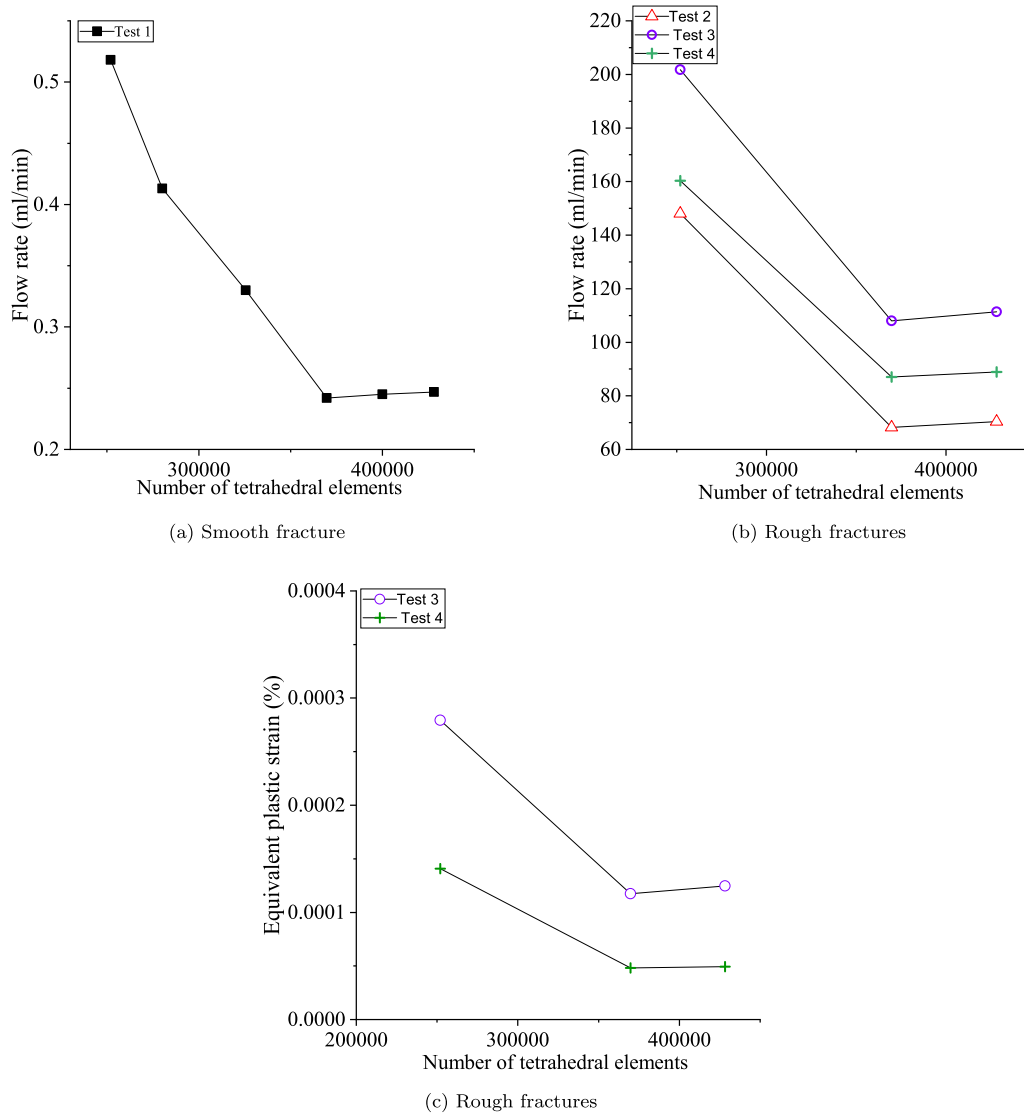 Test 1
0.5
0.4
0.3
0.2
Flow rate (ml/min)
300000 400000
Number of tetrahedral elements
(a) Smooth fracture
Test 2
Test 3
Test 4
220
200
180
160
140
120
100
80
60
Flow rate (ml/min)
300000 400000
Number of tetrahedral elements
(b) Rough fractures
Test 3
Test 4
0.0004
0.0003
0.0002
0.0001
0.0000
Equivalent plastic strain (%)
200000 300000 400000
Number of tetrahedral elements
(c) Rough fractures